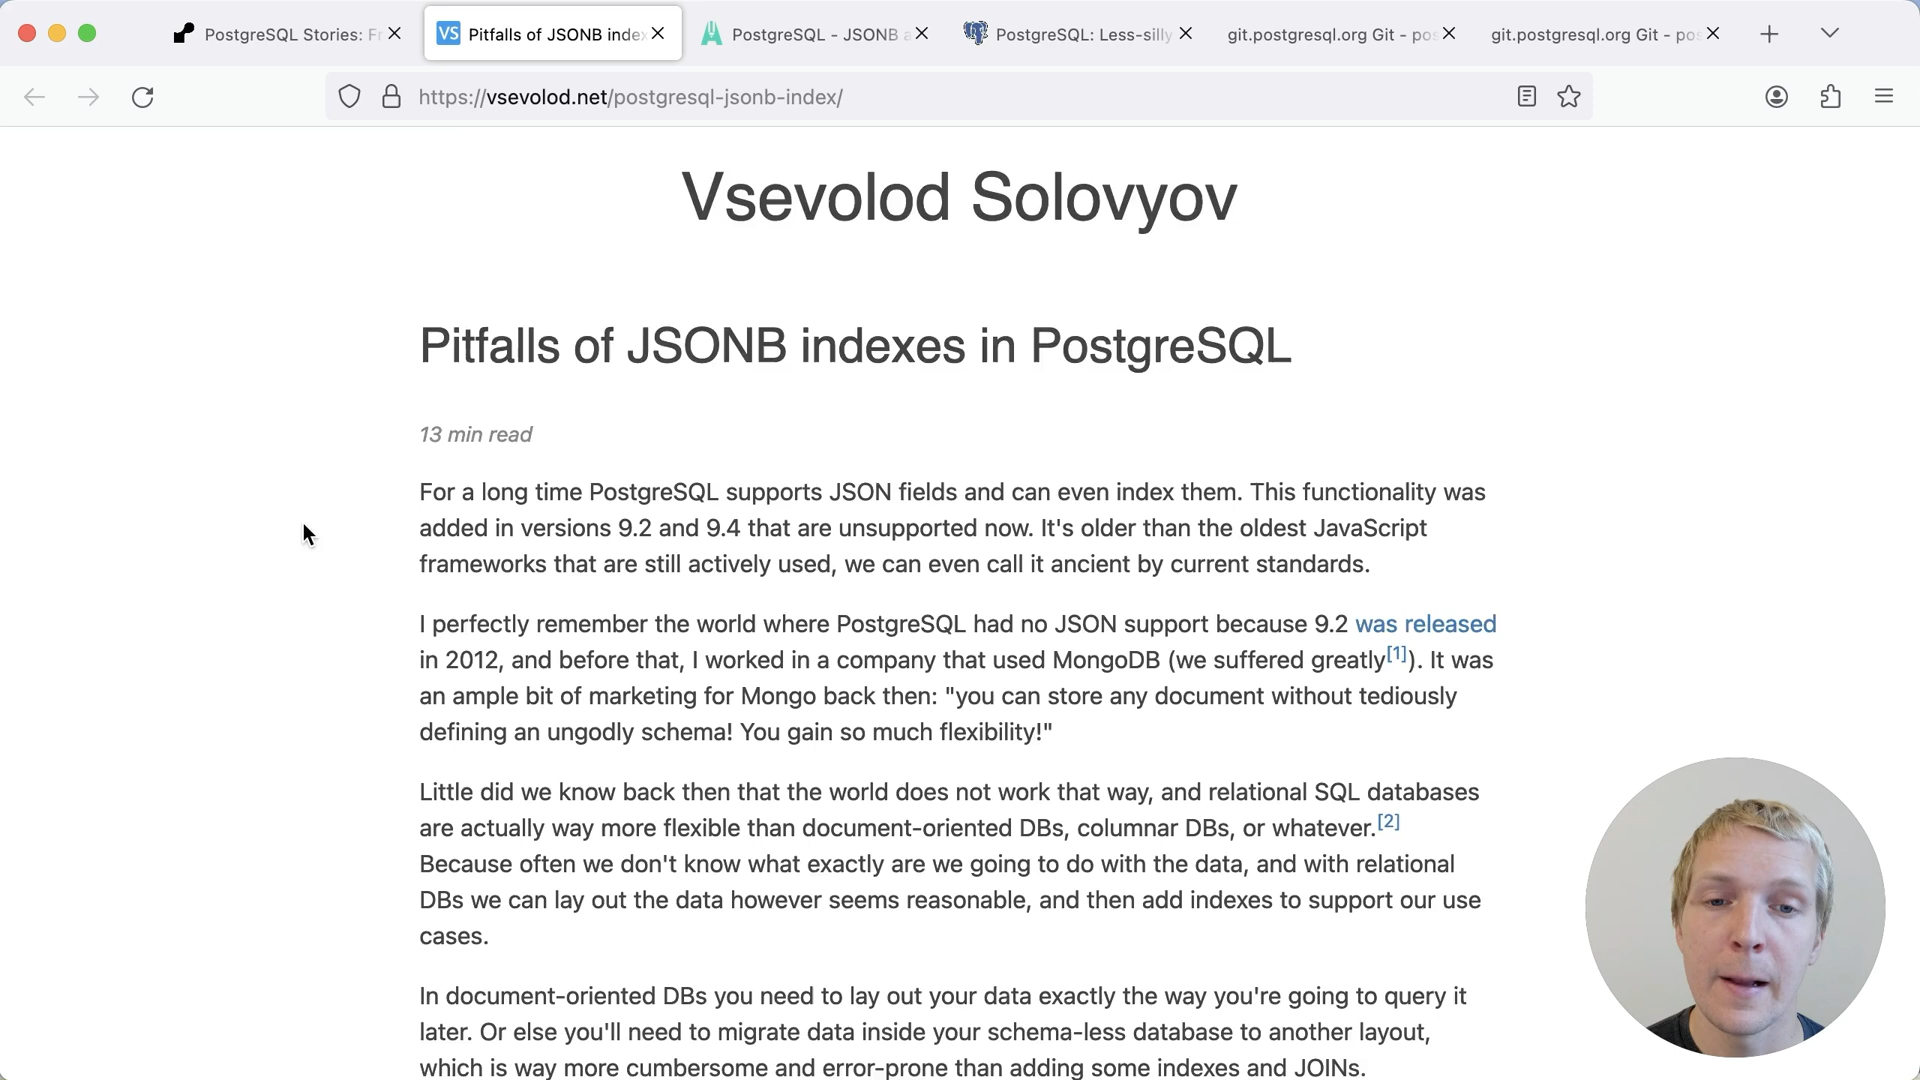 PostgreSQL Stories: Fr
VS Pitfalls of JSONB inde
PostgreSQL - JSONB a
PostgreSQL: Less-silly
git.postgresql.org Git - pos
git.postgresql.org Git - pos
https://vsevolod.net/postgresql-jsonb-index/
Vsevolod Solovyov
Pitfalls of JSONB indexes in PostgreSQL
13 min read
For a long time PostgreSQL supports JSON fields and can even index them. This functionality was
added in versions 9.2 and 9.4 that are unsupported now. It's older than the oldest JavaScript
frameworks that are still actively used, we can even call it ancient by current standards.
I perfectly remember the world where PostgreSQL had no JSON support because 9.2 was released
in 2012, and before that, I worked in a company that used MongoDB (we suffered greatly[1]). It was
an ample bit of marketing for Mongo back then: "you can store any document without tediously
defining an ungodly schema! You gain so much flexibility!"
Little did we know back then that the world does not work that way, and relational SQL databases
are actually way more flexible than document-oriented DBs, columnar DBs, or whatever.[2]
Because often we don't know what exactly are we going to do with the data, and with relational
DBs we can lay out the data however seems reasonable, and then add indexes to support our use
cases.
In document-oriented DBs you need to lay out your data exactly the way you're going to query it
later. Or else you'll need to migrate data inside your schema-less database to another layout,
which is way more cumbersome and error-prone than adding some indexes and JOINs.